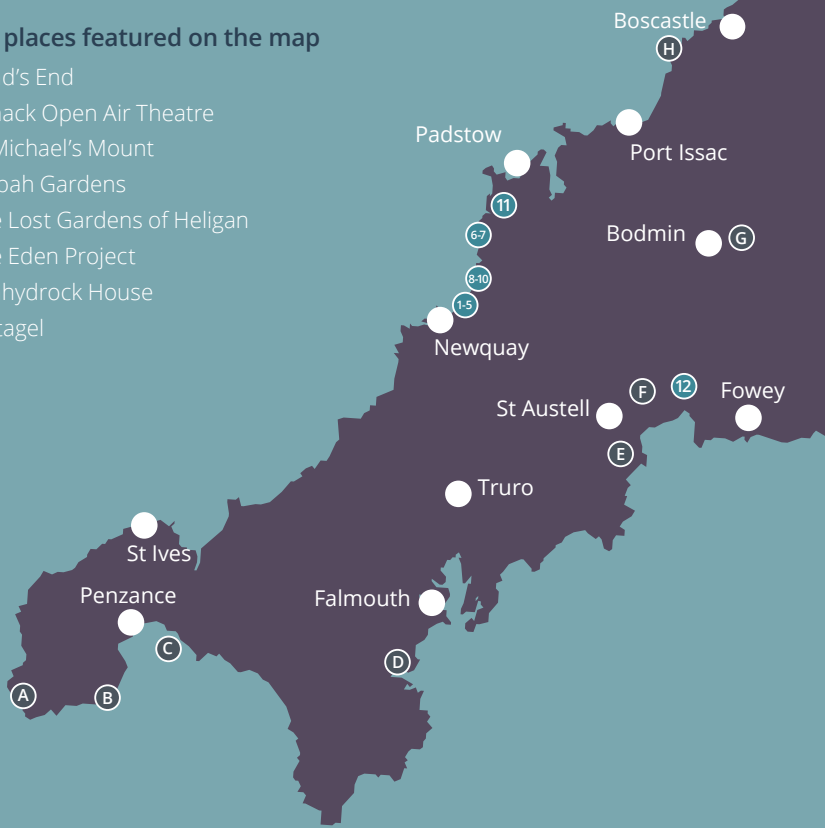 places featured on the map
d's End
ack Open Air Theatre
Michael's Mount
bah Gardens
e Lost Gardens of Heligan
e Eden Project
hydrock House
tagel
Boscastle
H
Padstow
Port Issac
11
6-7
Bodmin
G
8-10
1-5
Newquay
F
12
Fowey
St Austell
E
Truro
St Ives
Penzance
Falmouth
C
D
A
B